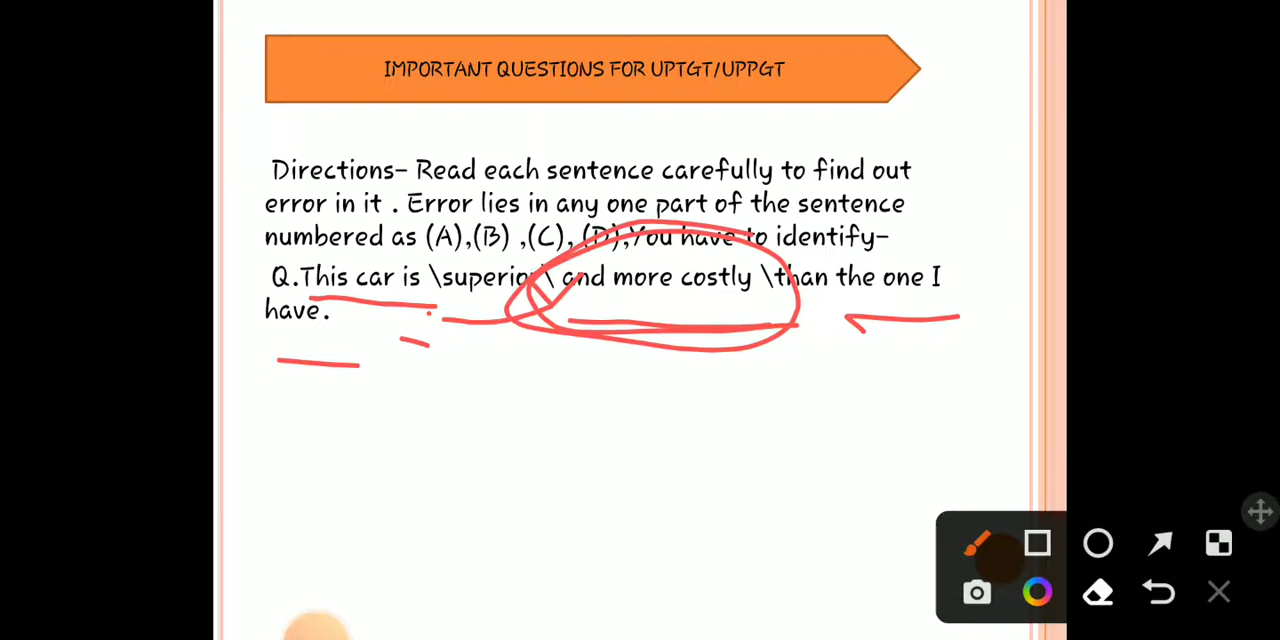 IMPORTANT QUESTIONS FOR UPTGT/UPPGT
Directions- Read each sentence carefully to find out
error in it . Error lies in any one part of the sentence
numbered as (A),(B) ,(C), (D),You have to identify-
Q.This car is \superior\ and more costly \than the one I
have.